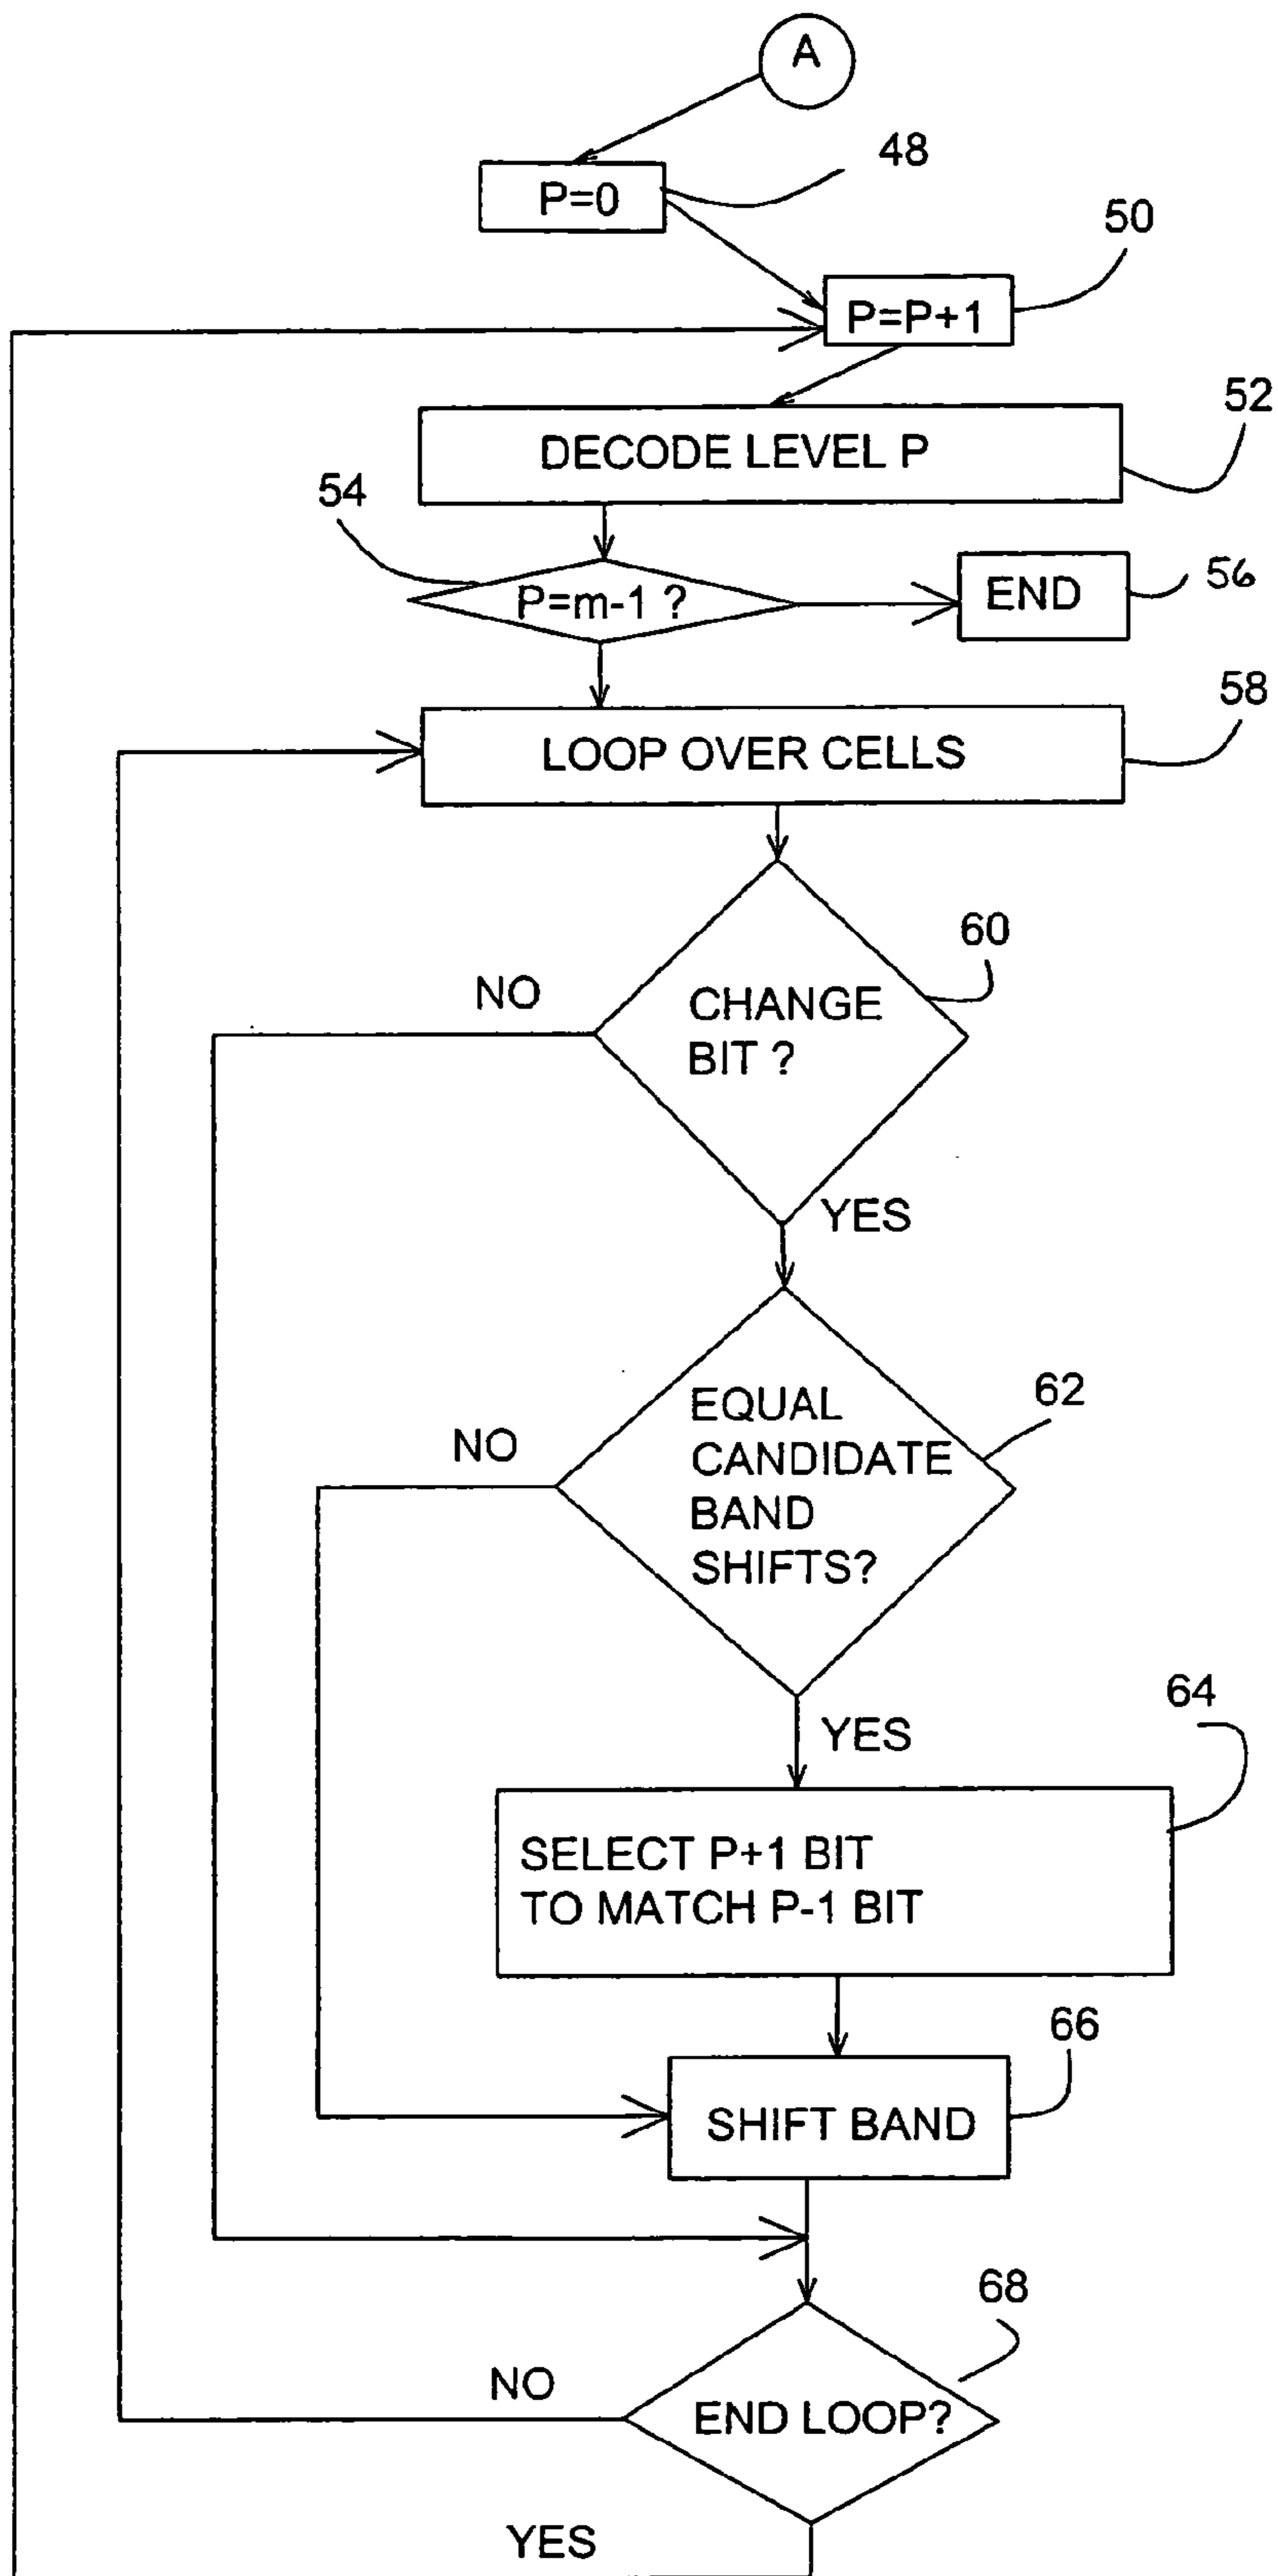 A
48
P=0
50
P=P+1
52
DECODE LEVEL P
54
P=m-1 ?
END
56
58
LOOP OVER CELLS
60
NO
CHANGE
BIT ?
YES
62
EQUAL
CANDIDATE
BAND
SHIFTS?
NO
64
YES
SELECT P+1 BIT
TO MATCH P-1 BIT
66
SHIFT BAND
68
NO
END LOOP?
YES